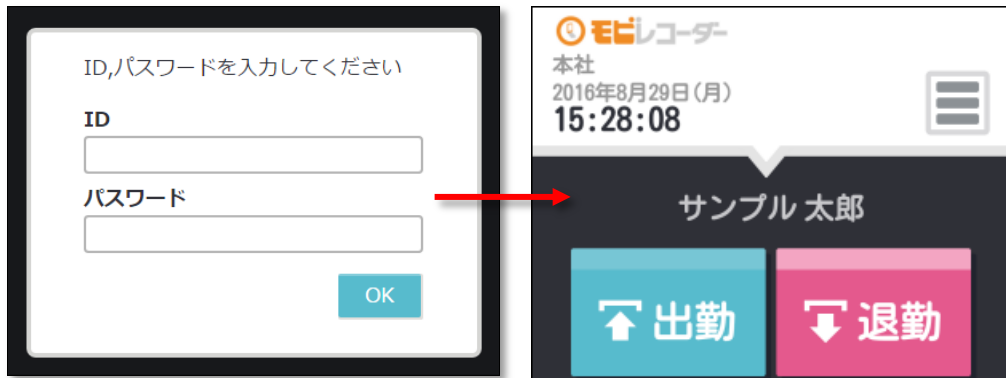 ID,パスワードを入力してください
ID
パスワード
OK
モビレコーダー
本社
2016年8月29日(月)
15:28:08
サンプル 太郎
出勤
退勤